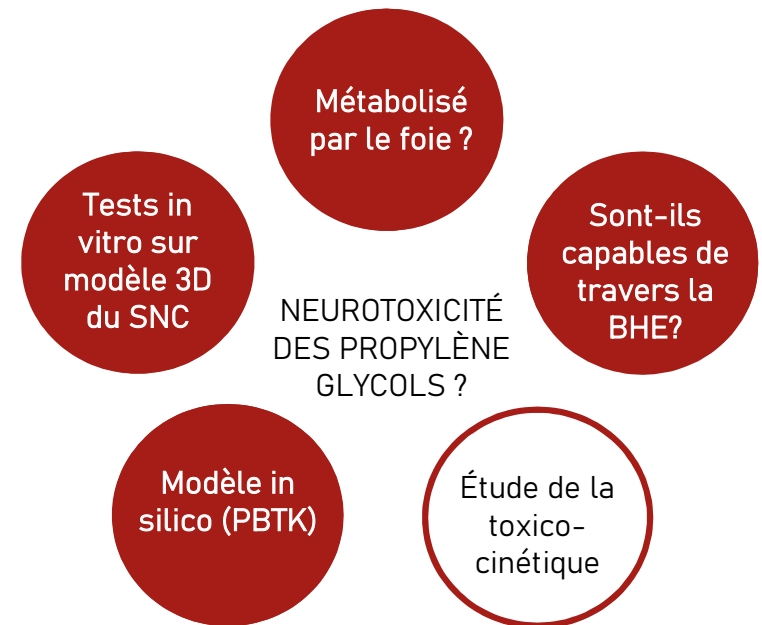 Métabolisé
par le foie ?
Tests in
vitro sur
modèle 3D
du SNC
Sont-ils
capables de
travers la
BHE?
NEUROTOXICITÉ
DES PROPYLÈNE
GLYCOLS ?
Modèle in
silico (PBTK)
Étude de la
toxico-
cinétique